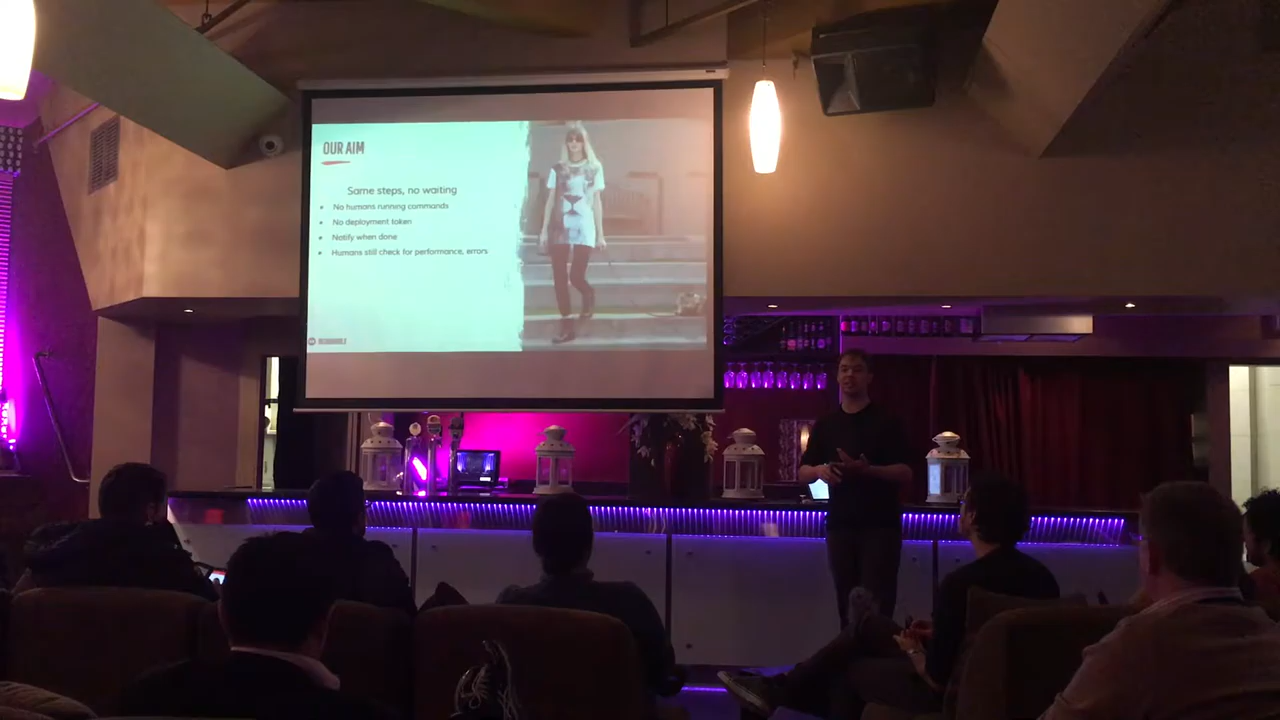 OUR AIM
Same steps, no waiting
No humans running commands
No deployment token
Notify when done
Humans still check for performance, errors